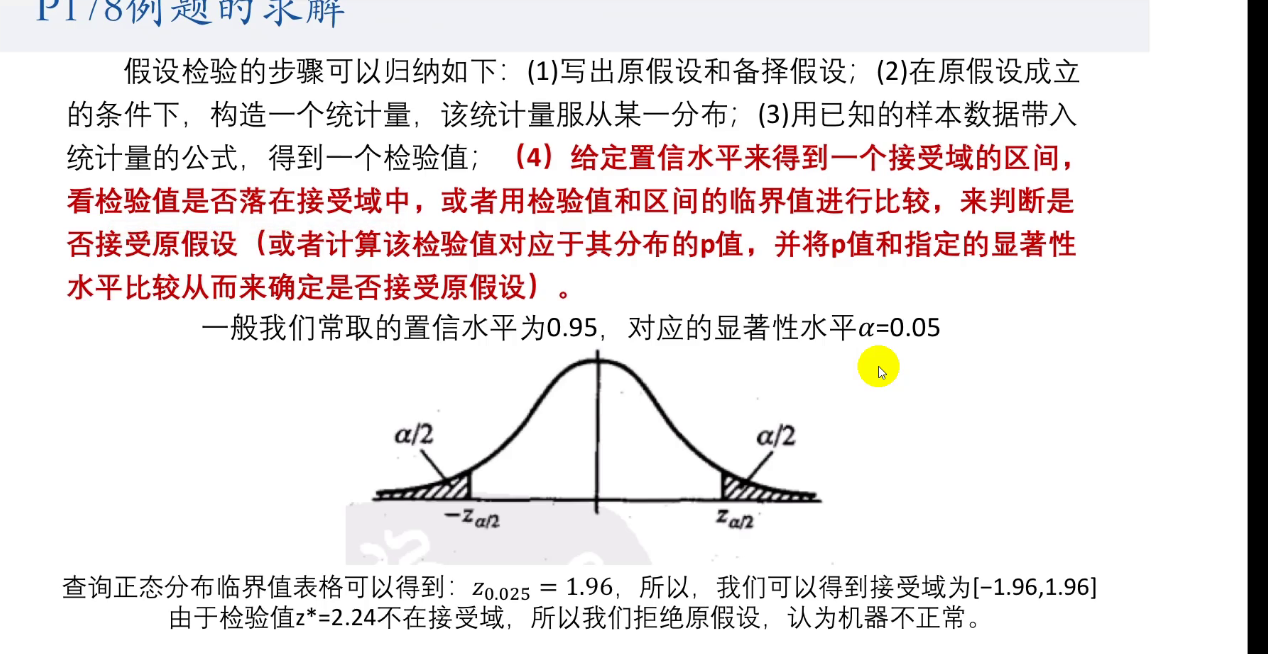 P178例题的求解
假设检验的步骤可以归纳如下：(1)写出原假设和备择假设；(2)在原假设成立
的条件下，构造一个统计量，该统计量服从某一分布；(3)用已知的样本数据带入
统计量的公式，得到一个检验值；（4）给定置信水平来得到一个接受域的区间，
看检验值是否落在接受域中，或者用检验值和区间的临界值进行比较，来判断是
否接受原假设（或者计算该检验值对应于其分布的p值，并将p值和指定的显著性
水平比较从而来确定是否接受原假设）。
一般我们常取的置信水平为0.95，对应的显著性水平α=0.05
α/2
α/2
−z_{α/2}
z_{α/2}
查询正态分布临界值表格可以得到：z_{0.025} = 1.96，所以，我们可以得到接受域为[−1.96,1.96]
由于检验值z*=2.24不在接受域，所以我们拒绝原假设，认为机器不正常。